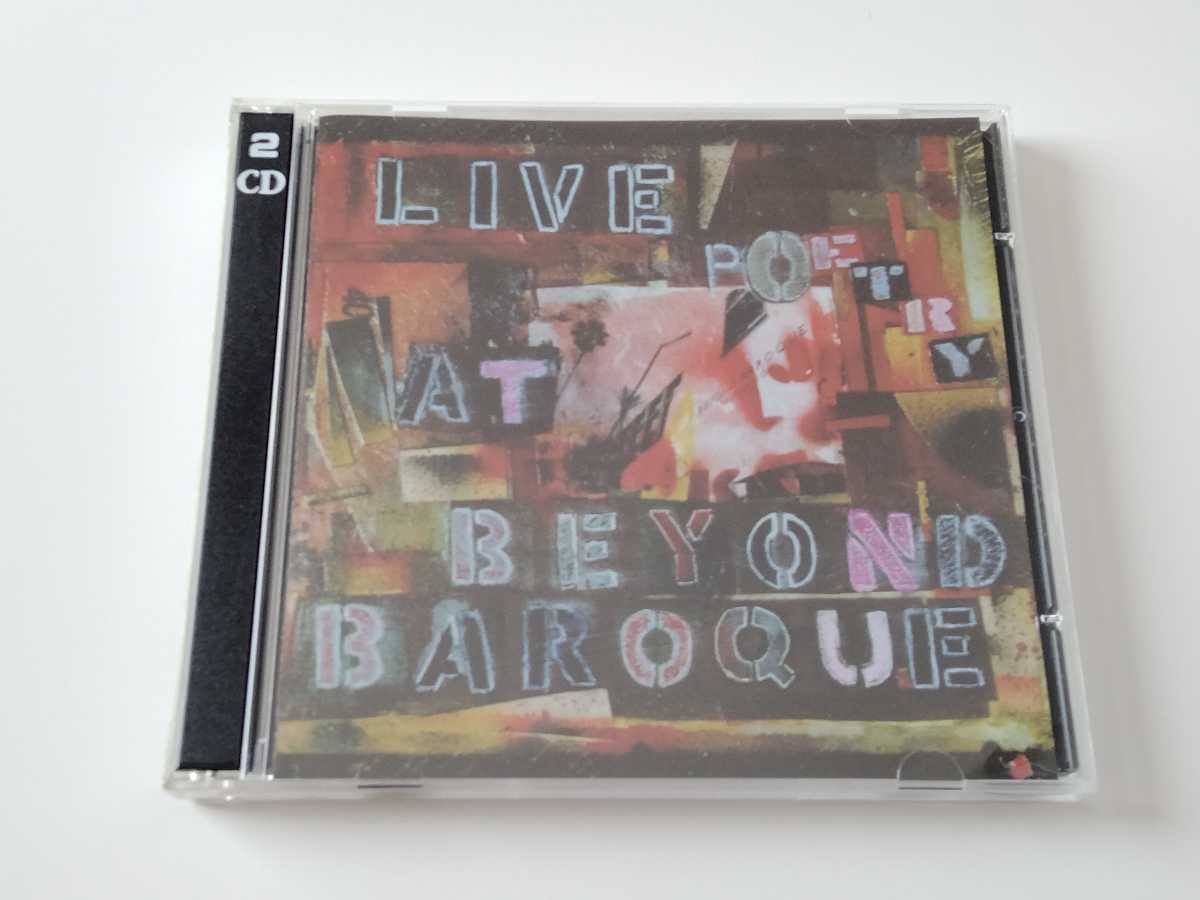 2
CD
LIVE
POETRY
AT
BEYOND
BAROQUE